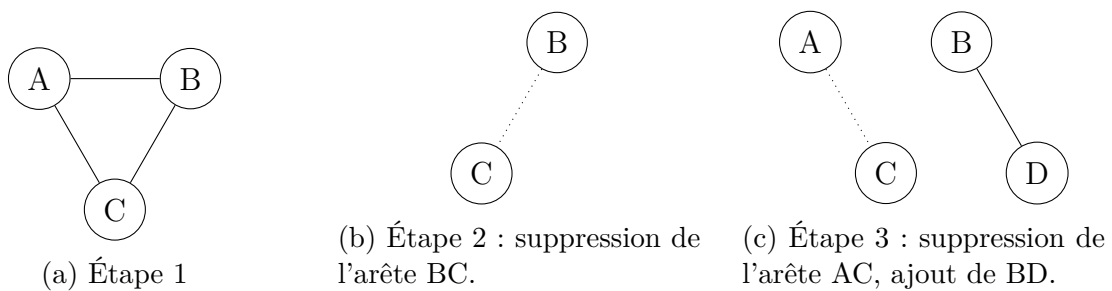 A B
C
(a) Étape 1
B
C
(b) Étape 2 : suppression de
l'arête BC.
A B
C D
(c) Étape 3 : suppression de
l'arête AC, ajout de BD.